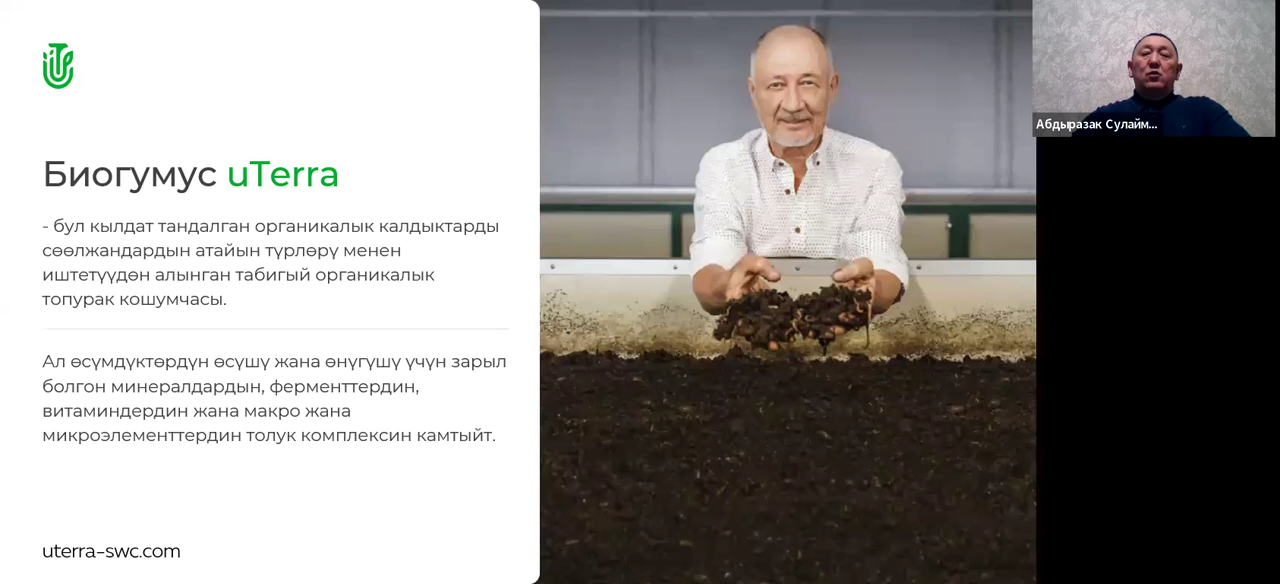 Биогумус uTerra
- бул кылдат тандалган органикалык калдыктарды
сөөлжандардын атайын түрлөрү менен
иштетүүдөн алынган табигый органикалык
топурак кошумчасы.
Ал өсүмдүктөрдүн өсүшү жана өнүгүшү үчүн зарыл
болгон минералдардын, ферменттердин,
витаминдердин жана макро жана
микроэлементтердин толук комплексин камтыйт.
uterra-swc.com
Абдыразак Сулайм...